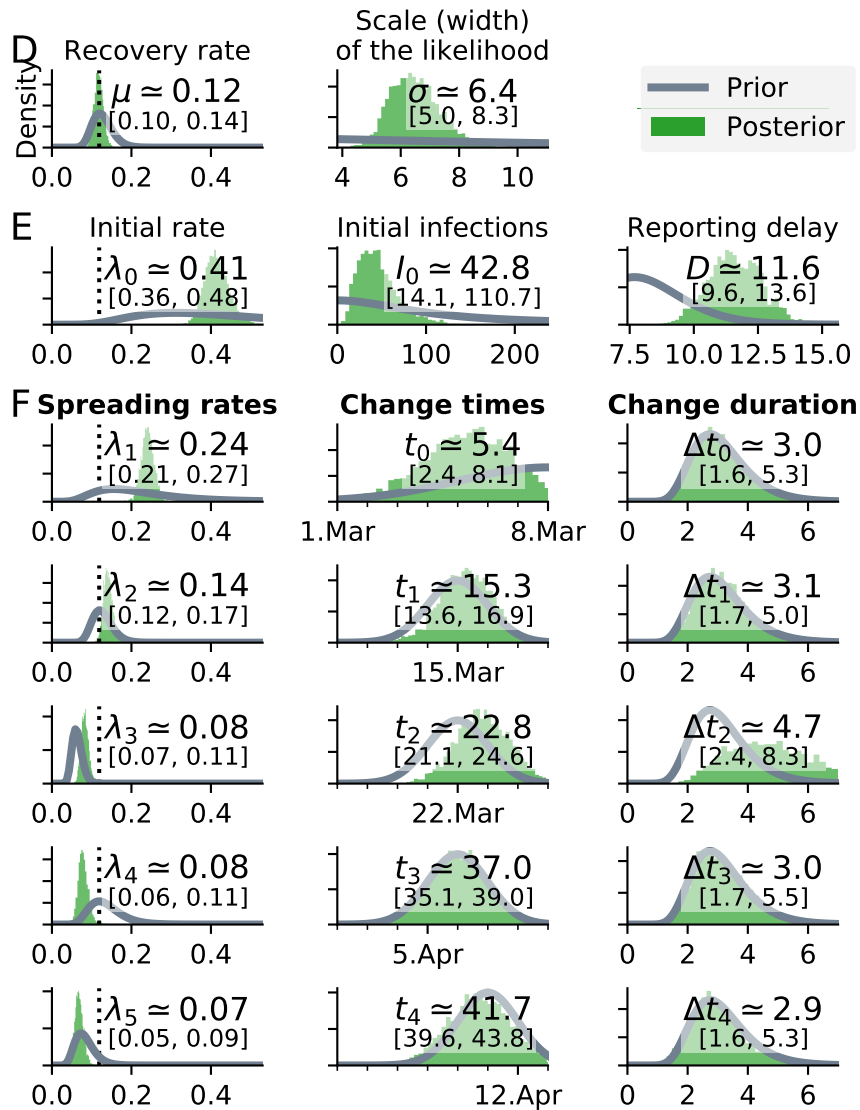 D
Recovery rate
Scale (width)
of the likelihood
Density
μ ≃ 0.12
[0.10, 0.14]
0.0 0.2 0.4
σ ≃ 6.4
[5.0, 8.3]
4 6 8 10
Prior
Posterior
E
Initial rate
Initial infections
Reporting delay
λ₀ ≃ 0.41
[0.36, 0.48]
0.0 0.2 0.4
I₀ ≃ 42.8
[14.1, 110.7]
0 100 200
D ≃ 11.6
[9.6, 13.6]
7.5 10.0 12.5 15.0
F
Spreading rates
Change times
Change duration
λ₁ ≃ 0.24
[0.21, 0.27]
0.0 0.2 0.4
t₀ ≃ 5.4
[2.4, 8.1]
1.Mar 8.Mar
Δt₀ ≃ 3.0
[1.6, 5.3]
0 2 4 6
λ₂ ≃ 0.14
[0.12, 0.17]
0.0 0.2 0.4
t₁ ≃ 15.3
[13.6, 16.9]
15.Mar
Δt₁ ≃ 3.1
[1.7, 5.0]
0 2 4 6
λ₃ ≃ 0.08
[0.07, 0.11]
0.0 0.2 0.4
t₂ ≃ 22.8
[21.1, 24.6]
22.Mar
Δt₂ ≃ 4.7
[2.4, 8.3]
0 2 4 6
λ₄ ≃ 0.08
[0.06, 0.11]
0.0 0.2 0.4
t₃ ≃ 37.0
[35.1, 39.0]
5.Apr
Δt₃ ≃ 3.0
[1.7, 5.5]
0 2 4 6
λ₅ ≃ 0.07
[0.05, 0.09]
0.0 0.2 0.4
t₄ ≃ 41.7
[39.6, 43.8]
12.Apr
Δt₄ ≃ 2.9
[1.6, 5.3]
0 2 4 6